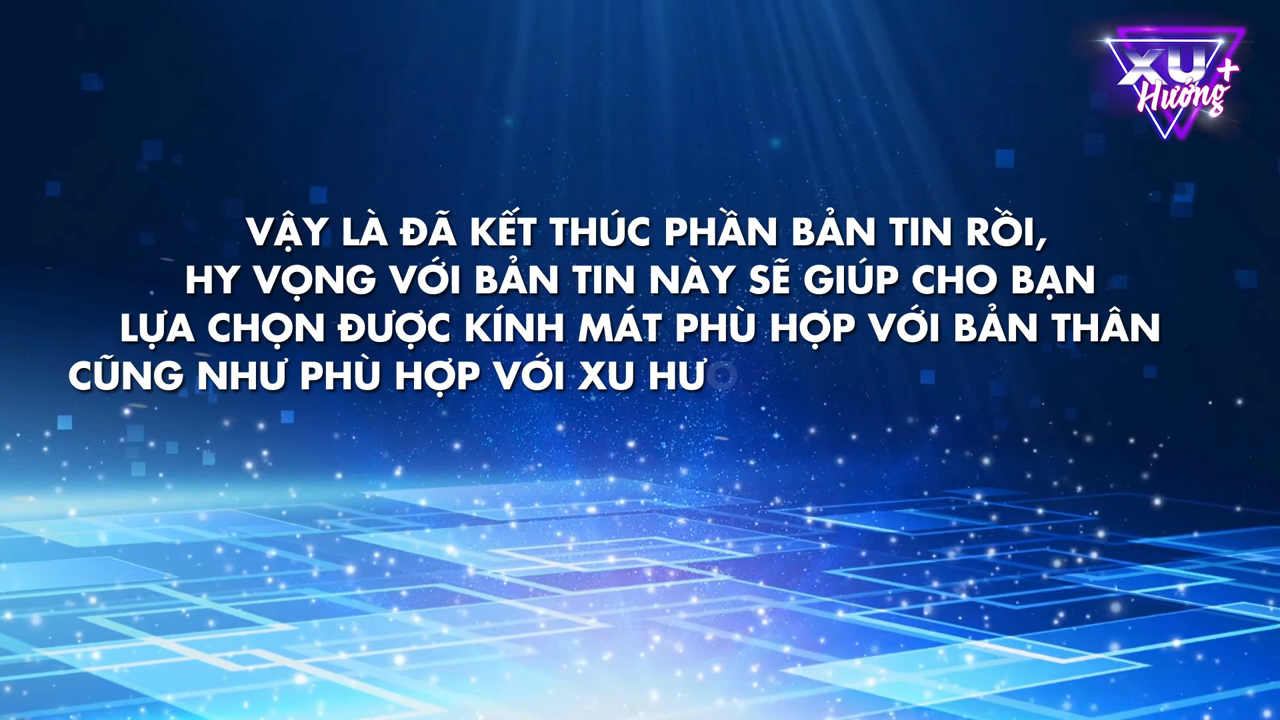 XU +
Hướng
VẬY LÀ ĐÃ KẾT THÚC PHẦN BẢN TIN RỒI,
HY VỌNG VỚI BẢN TIN NÀY SẼ GIÚP CHO BẠN
LỰA CHỌN ĐƯỢC KÍNH MÁT PHÙ HỢP VỚI BẢN THÂN
CŨNG NHƯ PHÙ HỢP VỚI XU HƯỚ